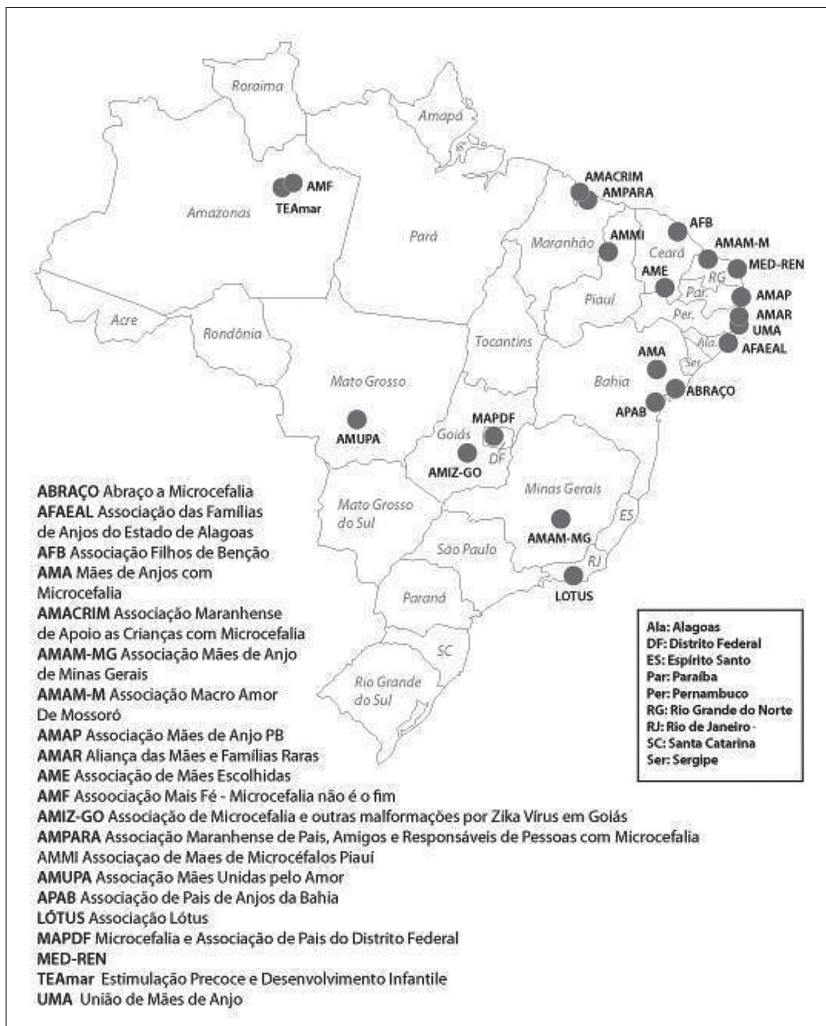 Roraima
Amapá
AMF
TEAmar
Amazonas
Pará
AMACRIM
AMPARA
Maranhão
AMMI
AFB
Ceará
AMAM-M
RG
MED-REN
AME
Par.
AMAP
Piauí
Per.
AMAR
UMA
Ala.
AFAEAL
Acre
Rondônia
Tocantins
Ser
AMA
Bahia
ABRAÇO
Mato Grosso
APAB
MAPDF
Goiás
DF
AMUPA
AMIZ-GO
Minas Gerais
Mato Grosso
do Sul
AMAM-MG
ES
São Paulo
RJ
LOTUS
Paraná
SC
Rio Grande
do Sul
ABRAÇO Abraço a Microcefalia
AFAEAL Associação das Famílias
de Anjos do Estado de Alagoas
AFB Associação Filhos de Benção
AMA Mães de Anjos com
Microcefalia
AMACRIM Associação Maranhense
de Apoio as Crianças com Microcefalia
AMAM-MG Associação Mães de Anjo
de Minas Gerais
AMAM-M Associação Macro Amor
De Mossoró
AMAP Associação Mães de Anjo PB
AMAR Aliança das Mães e Famílias Raras
AME Associação de Mães Escolhidas
AMF Assoociação Mais Fé - Microcefalia não é o fim
AMIZ-GO Associação de Microcefalia e outras malformações por Zika Vírus em Goiás
AMPARA Associação Maranhense de Pais, Amigos e Responsáveis de Pessoas com Microcefalia
AMMI Associaçao de Maes de Microcéfalos Piauí
AMUPA Associação Mães Unidas pelo Amor
APAB Associação de Pais de Anjos da Bahia
LÓTUS Associação Lótus
MAPDF Microcefalia e Associação de Pais do Distrito Federal
MED-REN
TEAmar Estimulação Precoce e Desenvolvimento Infantile
UMA União de Mães de Anjo
Ala: Alagoas
DF: Distrito Federal
ES: Espírito Santo
Par: Paraíba
Per: Pernambuco
RG: Rio Grande do Norte
RJ: Rio de Janeiro -
SC: Santa Catarina
Ser: Sergipe